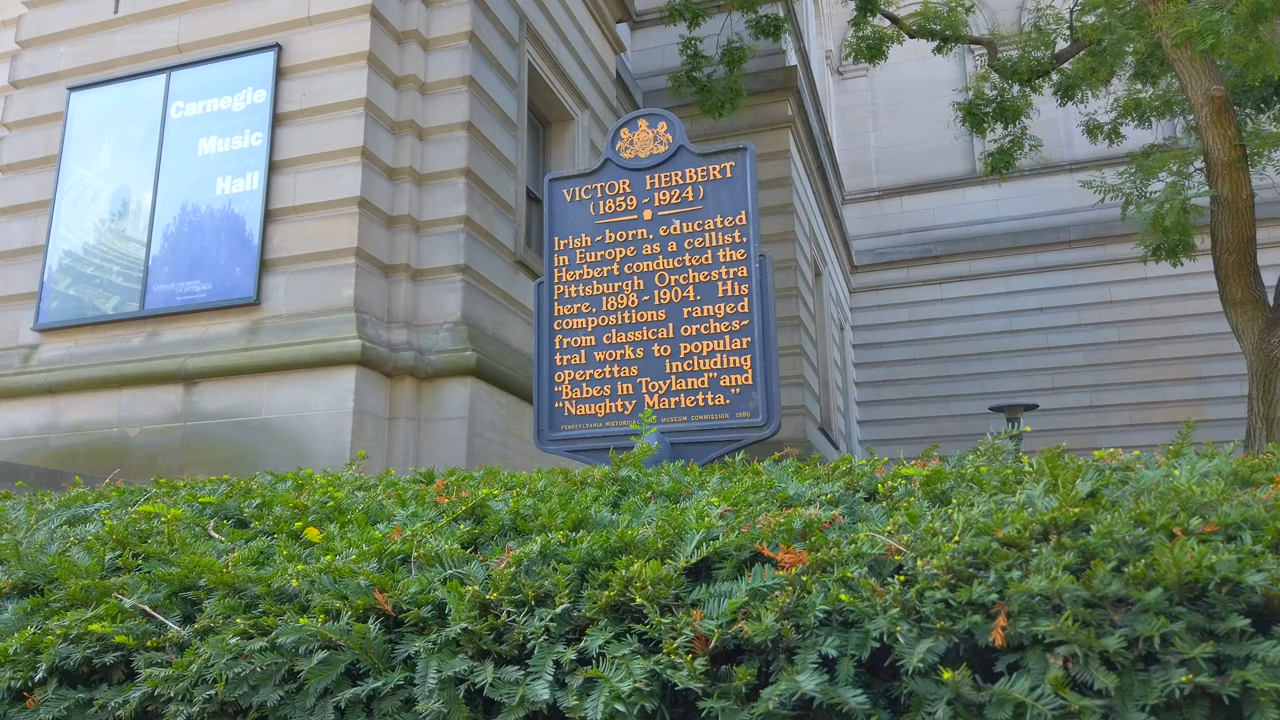 Carnegie
Music
Hall
VICTOR HERBERT
(1859~1924)
Irish~born, educated
in Europe as a cellist,
Herbert conducted the
Pittsburgh Orchestra
here, 1898~1904. His
compositions ranged
from classical orches~
tral works to popular
operettas including
“Babes in Toyland” and
“Naughty Marietta.”
PENNSYLVANIA HISTORICAL AND MUSEUM COMMISSION 1996